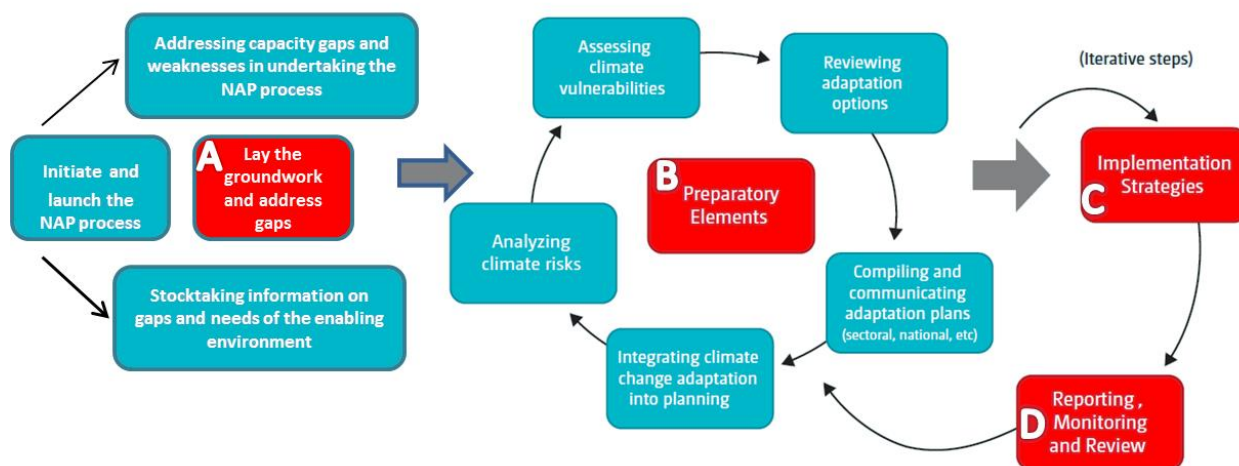 Addressing capacity gaps and
weaknesses in undertaking the
NAP process
Initiate and
launch the
NAP process
A
Lay the
groundwork
and address
gaps
Stocktaking information on
gaps and needs of the enabling
environment
Assessing
climate
vulnerabilities
Reviewing
adaptation
options
B
Preparatory
Elements
Analyzing
climate risks
Compiling and
communicating
adaptation plans
(sectoral, national, etc)
Integrating climate
change adaptation
into planning
(Iterative steps)
Implementation
Strategies
C
D
Reporting ,
Monitoring
and Review